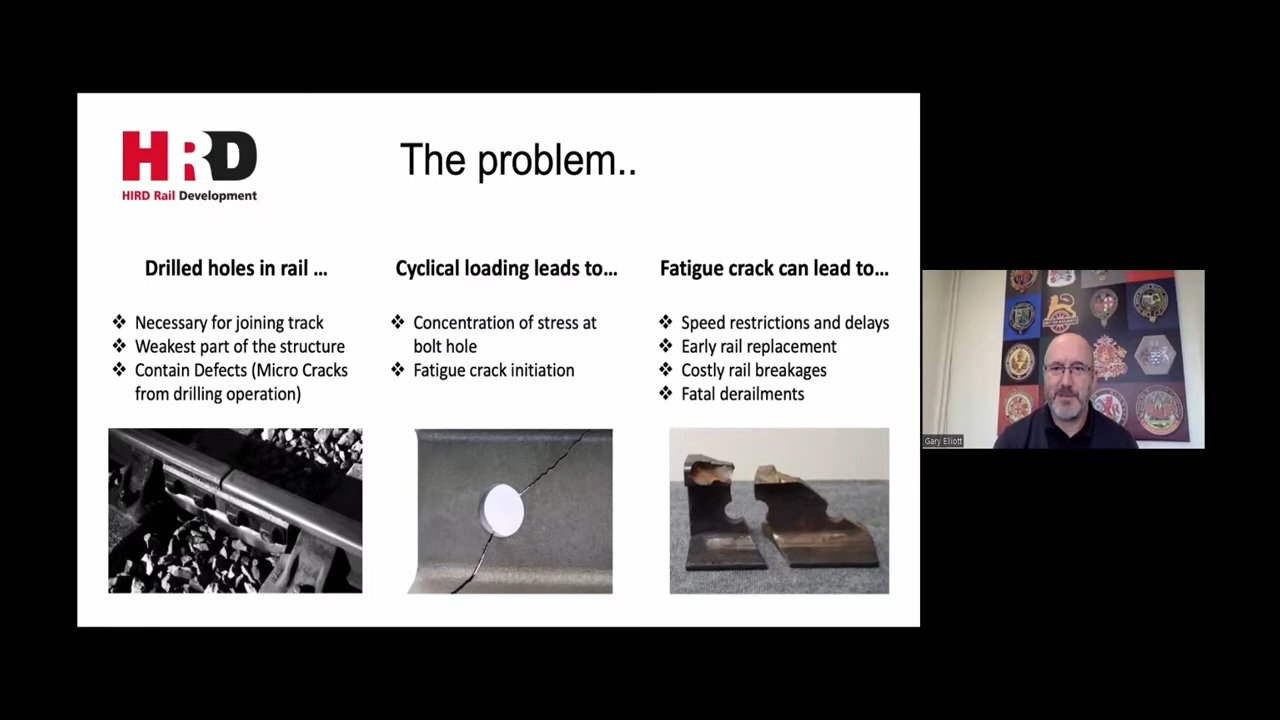 HRD
HIRD Rail Development
The problem..
Drilled holes in rail ...
❖ Necessary for joining track
❖ Weakest part of the structure
❖ Contain Defects (Micro Cracks
from drilling operation)
Cyclical loading leads to...
❖ Concentration of stress at
bolt hole
❖ Fatigue crack initiation
Fatigue crack can lead to...
❖ Speed restrictions and delays
❖ Early rail replacement
❖ Costly rail breakages
❖ Fatal derailments
Gary Elliott